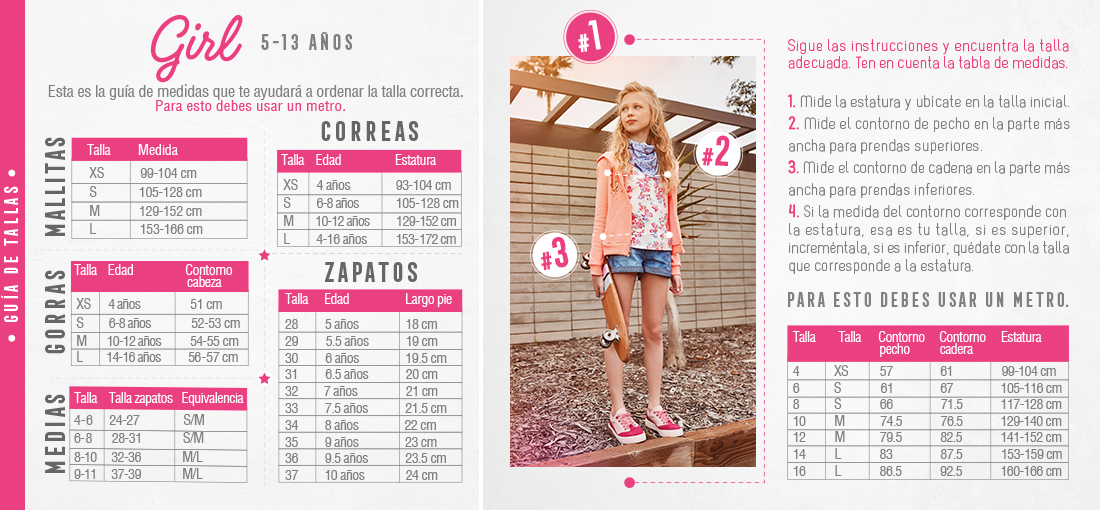 GUÍA DE TALLAS
Girl 5-13 AÑOS
Esta es la guía de medidas que te ayudará a ordenar la talla correcta.
Para esto debes usar un metro.
MALLITAS
Talla Medida
XS 99-104 cm
S 105-128 cm
M 129-152 cm
L 153-166 cm
GORRAS
Talla Edad Contorno
cabeza
XS 4 años 51 cm
S 6-8 años 52-53 cm
M 10-12 años 54-55 cm
L 14-16 años 56-57 cm
MEDIAS
Talla Talla zapatos Equivalencia
4-6 24-27 S/M
6-8 28-31 S/M
8-10 32-36 M/L
9-11 37-39 M/L
CORREAS
Talla Edad Estatura
XS 4 años 93-104 cm
S 6-8 años 105-128 cm
M 10-12 años 129-152 cm
L 4-16 años 153-172 cm
ZAPATOS
Talla Edad Largo pie
28 5 años 18 cm
29 5.5 años 19 cm
30 6 años 19.5 cm
31 6.5 años 20 cm
32 7 años 21 cm
33 7.5 años 21.5 cm
34 8 años 22 cm
35 9 años 23 cm
36 9.5 años 23.5 cm
37 10 años 24 cm
#1
#2
#3
Sigue las instrucciones y encuentra la talla
adecuada. Ten en cuenta la tabla de medidas.
1. Mide la estatura y ubícate en la talla inicial.
2. Mide el contorno de pecho en la parte más
ancha para prendas superiores.
3. Mide el contorno de cadena en la parte más
ancha para prendas inferiores.
4. Si la medida del contorno corresponde con
la estatura, esa es tu talla, si es superior,
increméntala, si es inferior, quédate con la talla
que corresponde a la estatura.
PARA ESTO DEBES USAR UN METRO.
Talla Talla Contorno Contorno Estatura
pecho cadera
4 XS 57 61 99-104 cm
6 S 61 67 105-116 cm
8 S 66 71.5 117-128 cm
10 M 74.5 76.5 129-140 cm
12 M 79.5 82.5 141-152 cm
14 L 83 87.5 153-159 cm
16 L 86.5 92.5 160-166 cm